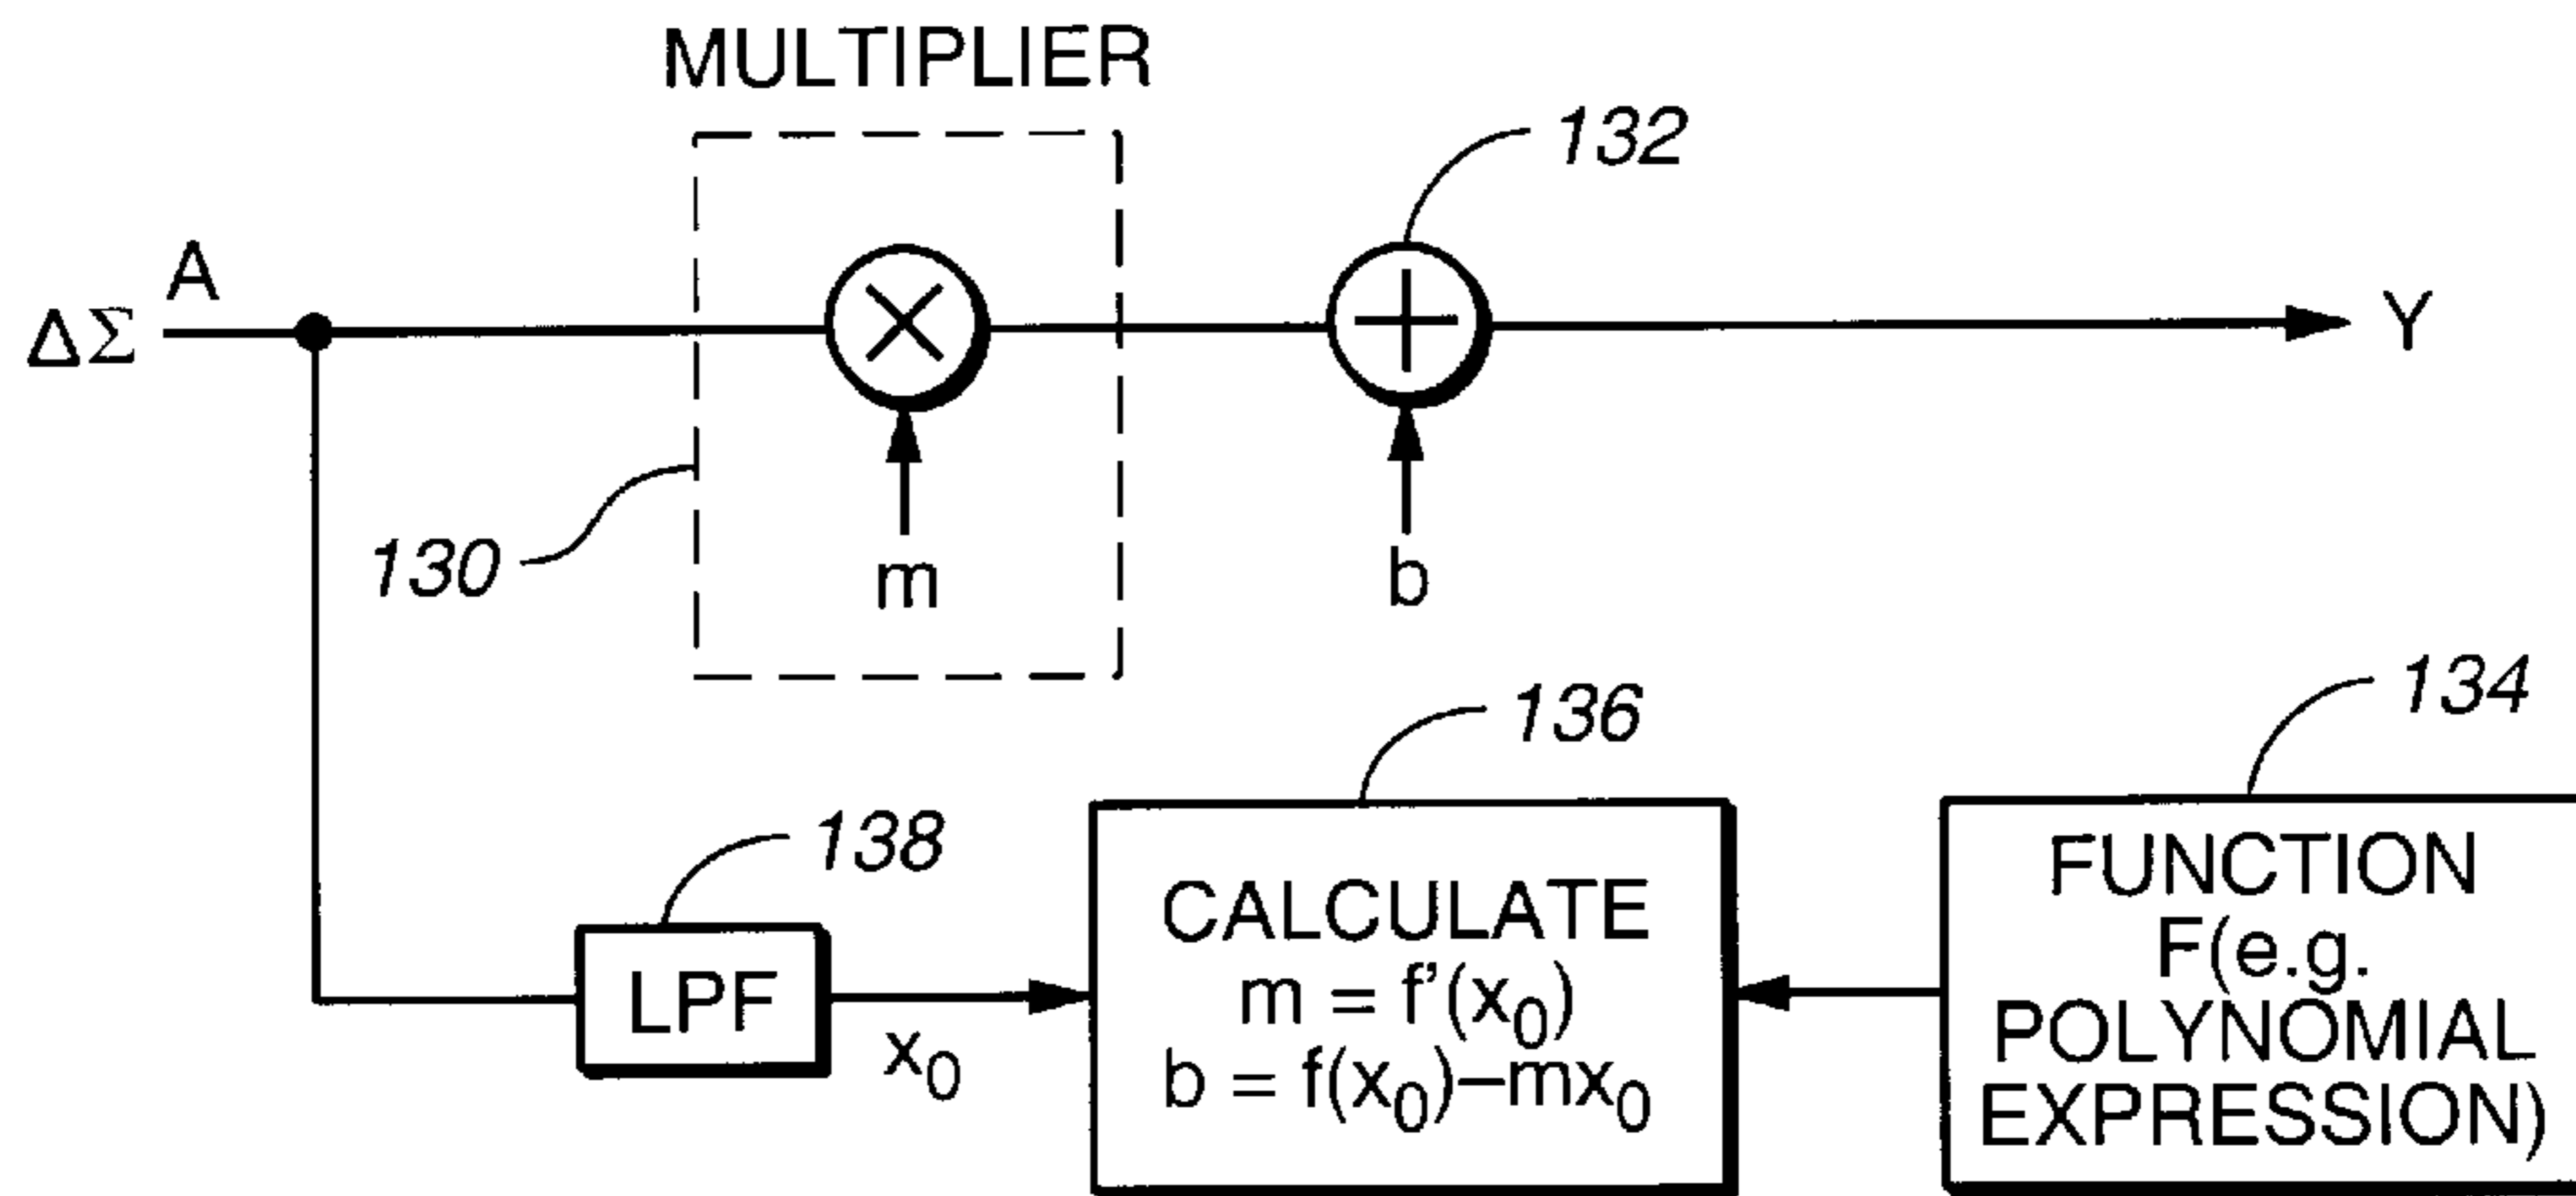 MULTIPLIER
132
A
ΔΣ
Y
130
m
b
136
134
138
LPF
x₀
CALCULATE
m = f'(x₀)
b = f(x₀)–mx₀
FUNCTION
F(e.g.
POLYNOMIAL
EXPRESSION)